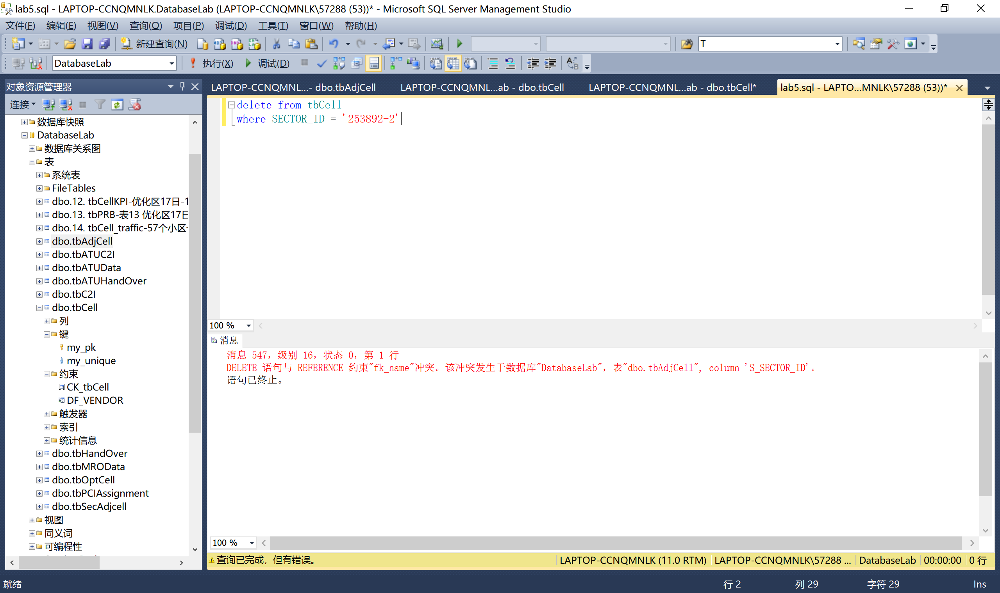 lab5.sql - LAPTOP-CCNQMNLK.DatabaseLab (LAPTOP-CCNQMNLK\57288 (53))* - Microsoft SQL Server Management Studio
文件(F) 编辑(E) 视图(V) 查询(Q) 项目(P) 调试(D) 工具(T) 窗口(W) 帮助(H)
新建查询(N) T
DatabaseLab 执行(X) 调试(D)
对象资源管理器
连接
数据库快照
DatabaseLab
数据库关系图
表
系统表
FileTables
dbo.12. tbCellKPI-优化区17日-1
dbo.13. tbPRB-表13 优化区17日
dbo.14. tbCell_traffic-57个小区-
dbo.tbAdjCell
dbo.tbATUC2I
dbo.tbATUData
dbo.tbATUHandOver
dbo.tbC2I
dbo.tbCell
列
键
my_pk
my_unique
约束
CK_tbCell
DF_VENDOR
触发器
索引
统计信息
dbo.tbHandOver
dbo.tbMROData
dbo.tbOptCell
dbo.tbPCIAssignment
dbo.tbSecAdjcell
视图
同义词
可编程性
LAPTOP-CCNQMNL...- dbo.tbAdjCell LAPTOP-CCNQMNL...ab - dbo.tbCell LAPTOP-CCNQMNL...ab - dbo.tbCell* lab5.sql - LAPTO...MNLK\57288 (53))*
delete from tbCell
where SECTOR_ID = '253892-2'
100 %
消息
消息 547，级别 16，状态 0，第 1 行
DELETE 语句与 REFERENCE 约束"fk_name"冲突。该冲突发生于数据库"DatabaseLab"，表"dbo.tbAdjCell", column 'S_SECTOR_ID'。
语句已终止。
100 %
查询已完成，但有错误。 LAPTOP-CCNQMNLK (11.0 RTM) LAPTOP-CCNQMNLK\57288 ... DatabaseLab 00:00:00 0 行
就绪 行 2 列 29 字符 29 Ins